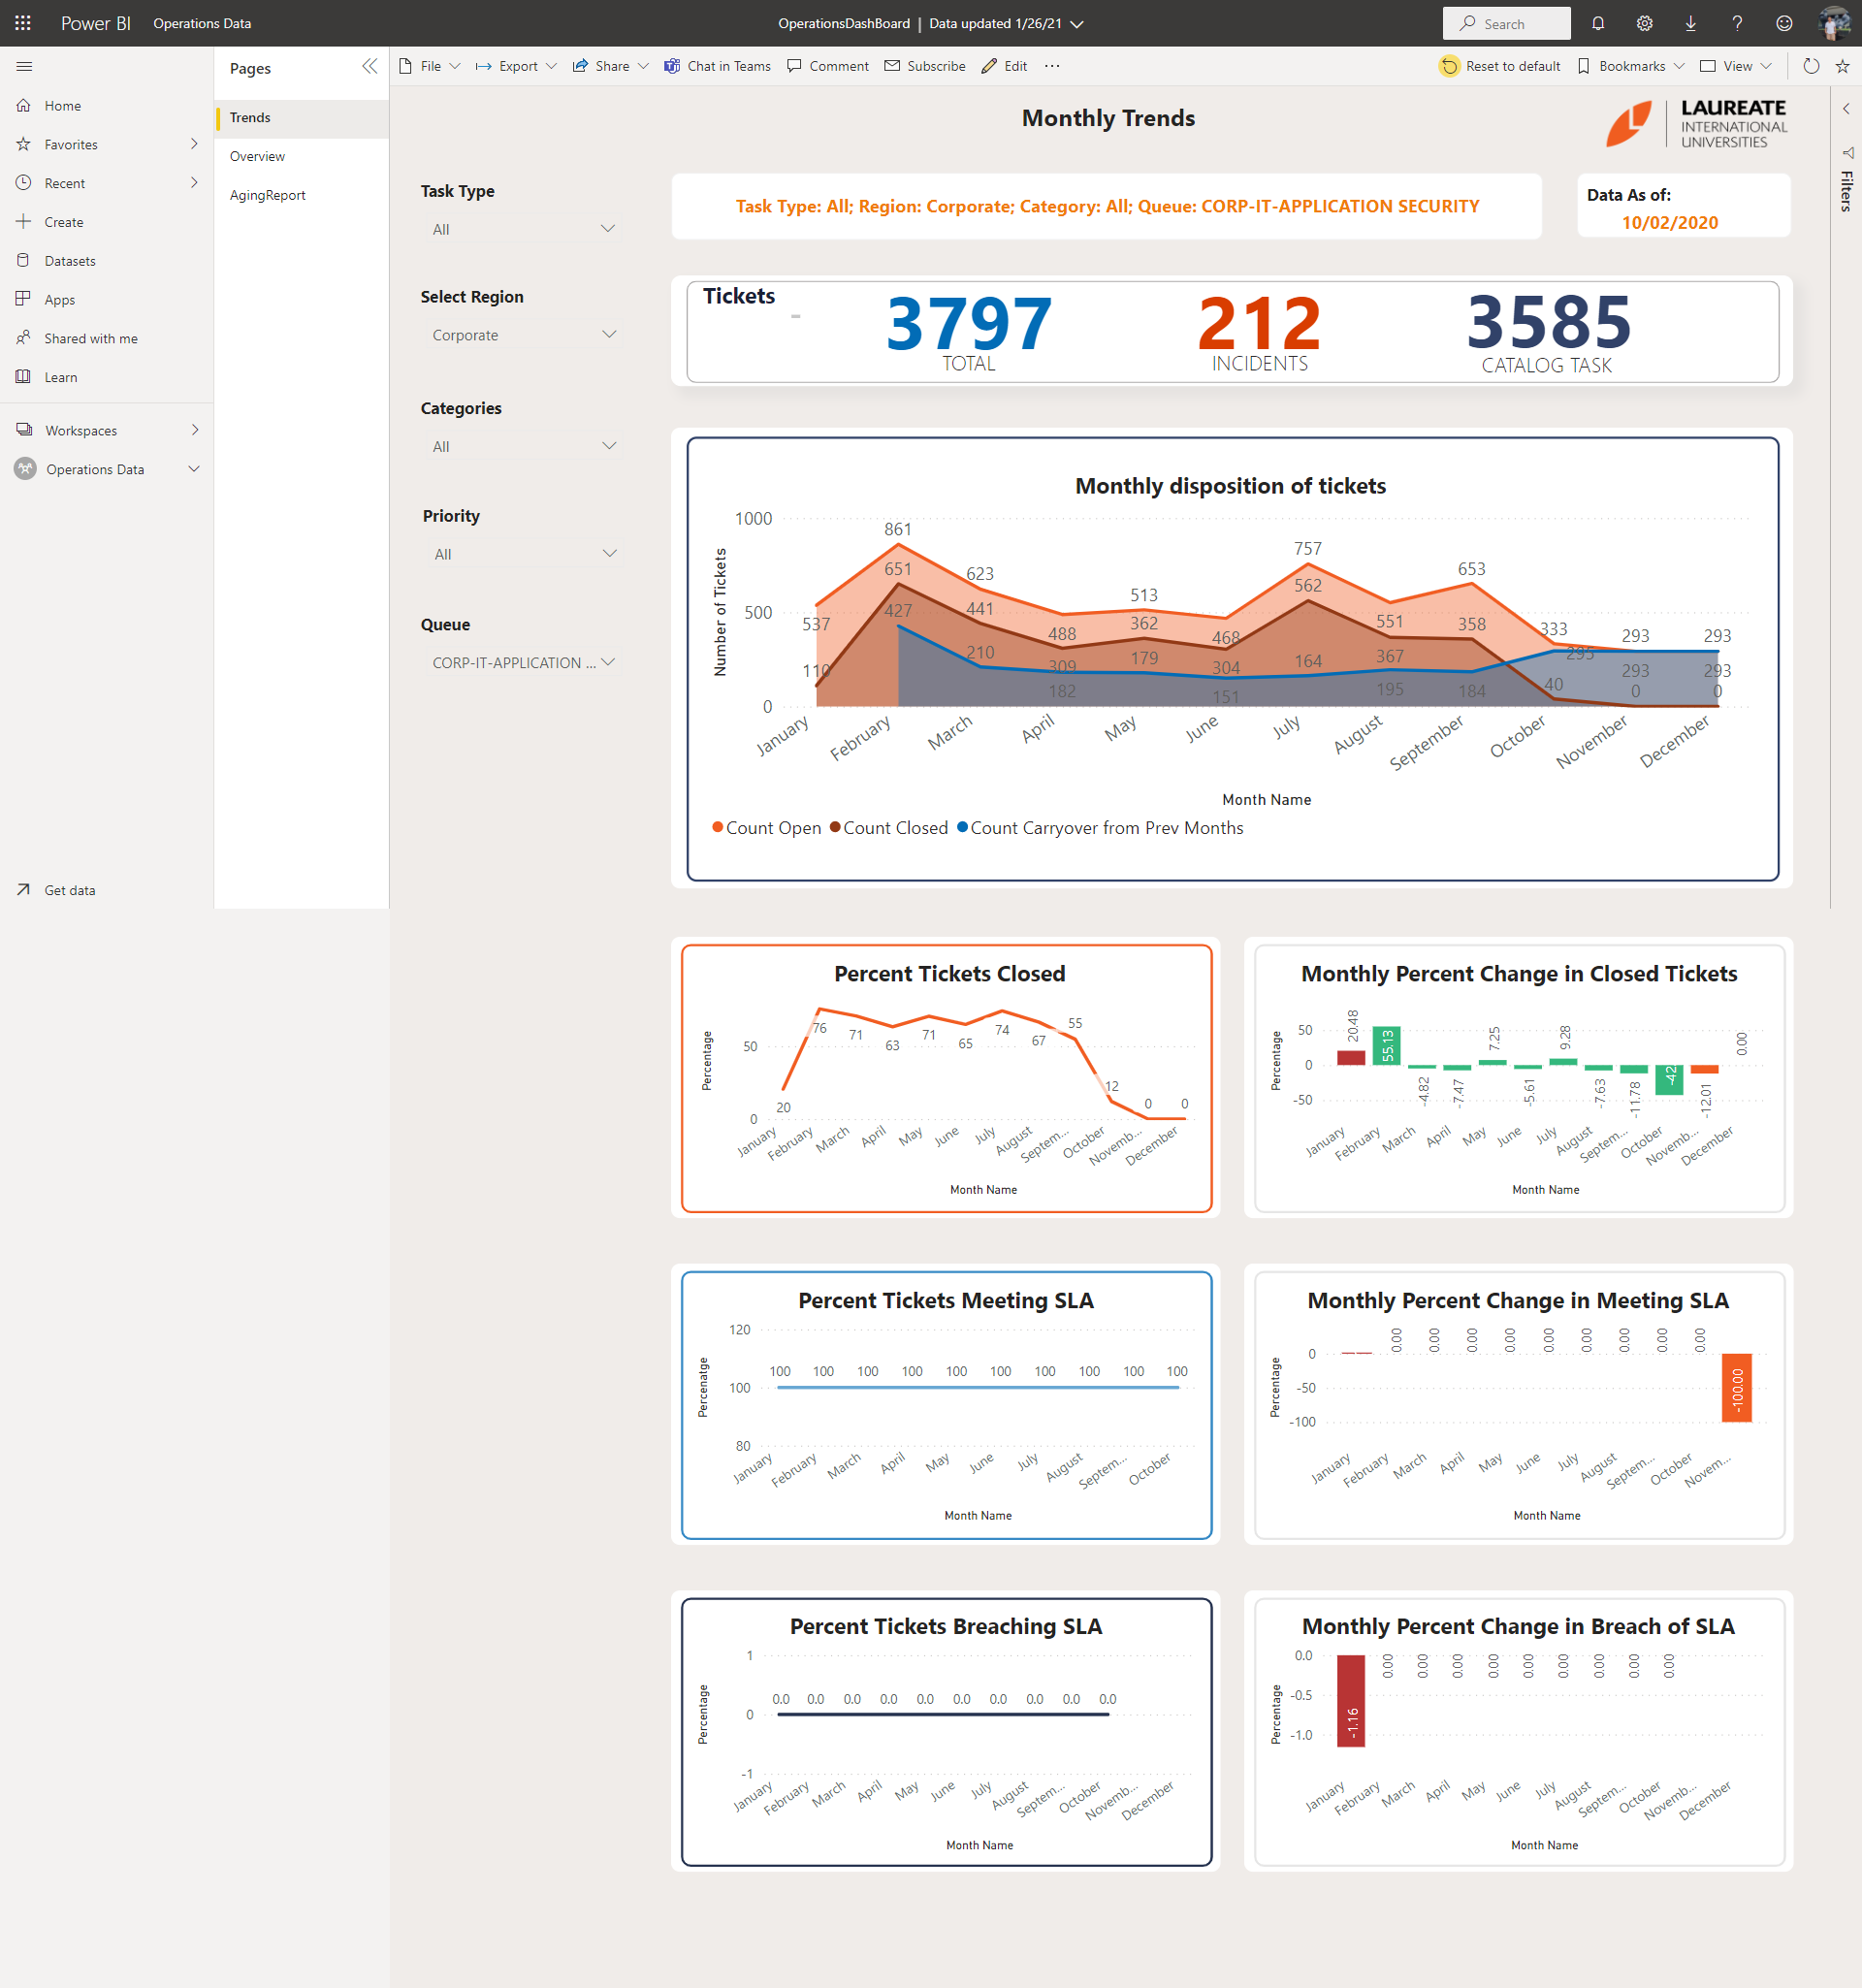 Power BI Operations Data
OperationsDashBoard | Data updated 1/26/21
Search
Home
Favorites
Recent
Create
Datasets
Apps
Shared with me
Learn
Workspaces
Operations Data
Get data
Pages
Trends
Overview
AgingReport
File Export Share Chat in Teams Comment Subscribe Edit ...
Reset to default Bookmarks View
Filters
Monthly Trends
LAUREATE
INTERNATIONAL
UNIVERSITIES
Task Type
All
Select Region
Corporate
Categories
All
Priority
All
Queue
CORP-IT-APPLICATION ...
Task Type: All; Region: Corporate; Category: All; Queue: CORP-IT-APPLICATION SECURITY
Data As of:
10/02/2020
Tickets
-
3797
TOTAL
212
INCIDENTS
3585
CATALOG TASK
Monthly disposition of tickets
Number of Tickets
1000
500
0
537 861 623 488 513 468 757 551 653 333 293 293
110 651 441 309 362 304 562 367 358 40 0 0
427 210 182 179 151 164 195 184 295 293 293
January February March April May June July August September October November December
Month Name
Count Open Count Closed Count Carryover from Prev Months
Percent Tickets Closed
Percentage
50
0
20 76 71 63 71 65 74 67 55 12 0 0
January February March April May June July August Septem... October Novemb... December
Month Name
Monthly Percent Change in Closed Tickets
Percentage
50
0
-50
20.48 55.13 -4.82 -7.47 7.25 -5.61 9.28 -7.63 -11.78 -42 -12.01 0.00
January February March April May June July August Septem... October Novemb... December
Month Name
Percent Tickets Meeting SLA
Percenatge
120
100
80
100 100 100 100 100 100 100 100 100 100
January February March April May June July August Septem... October
Month Name
Monthly Percent Change in Meeting SLA
Percentage
0
-50
-100
0.00 0.00 0.00 0.00 0.00 0.00 0.00 0.00 0.00 -100.00
January February March April May June July August Septem... October Novem...
Month Name
Percent Tickets Breaching SLA
Percentage
1
0
-1
0.0 0.0 0.0 0.0 0.0 0.0 0.0 0.0 0.0 0.0
January February March April May June July August Septem... October Novemb... December
Month Name
Monthly Percent Change in Breach of SLA
Percentage
0.0
-0.5
-1.0
-1.16 0.00 0.00 0.00 0.00 0.00 0.00 0.00 0.00 0.00
January February March April May June July August Septem... October Novemb... December
Month Name